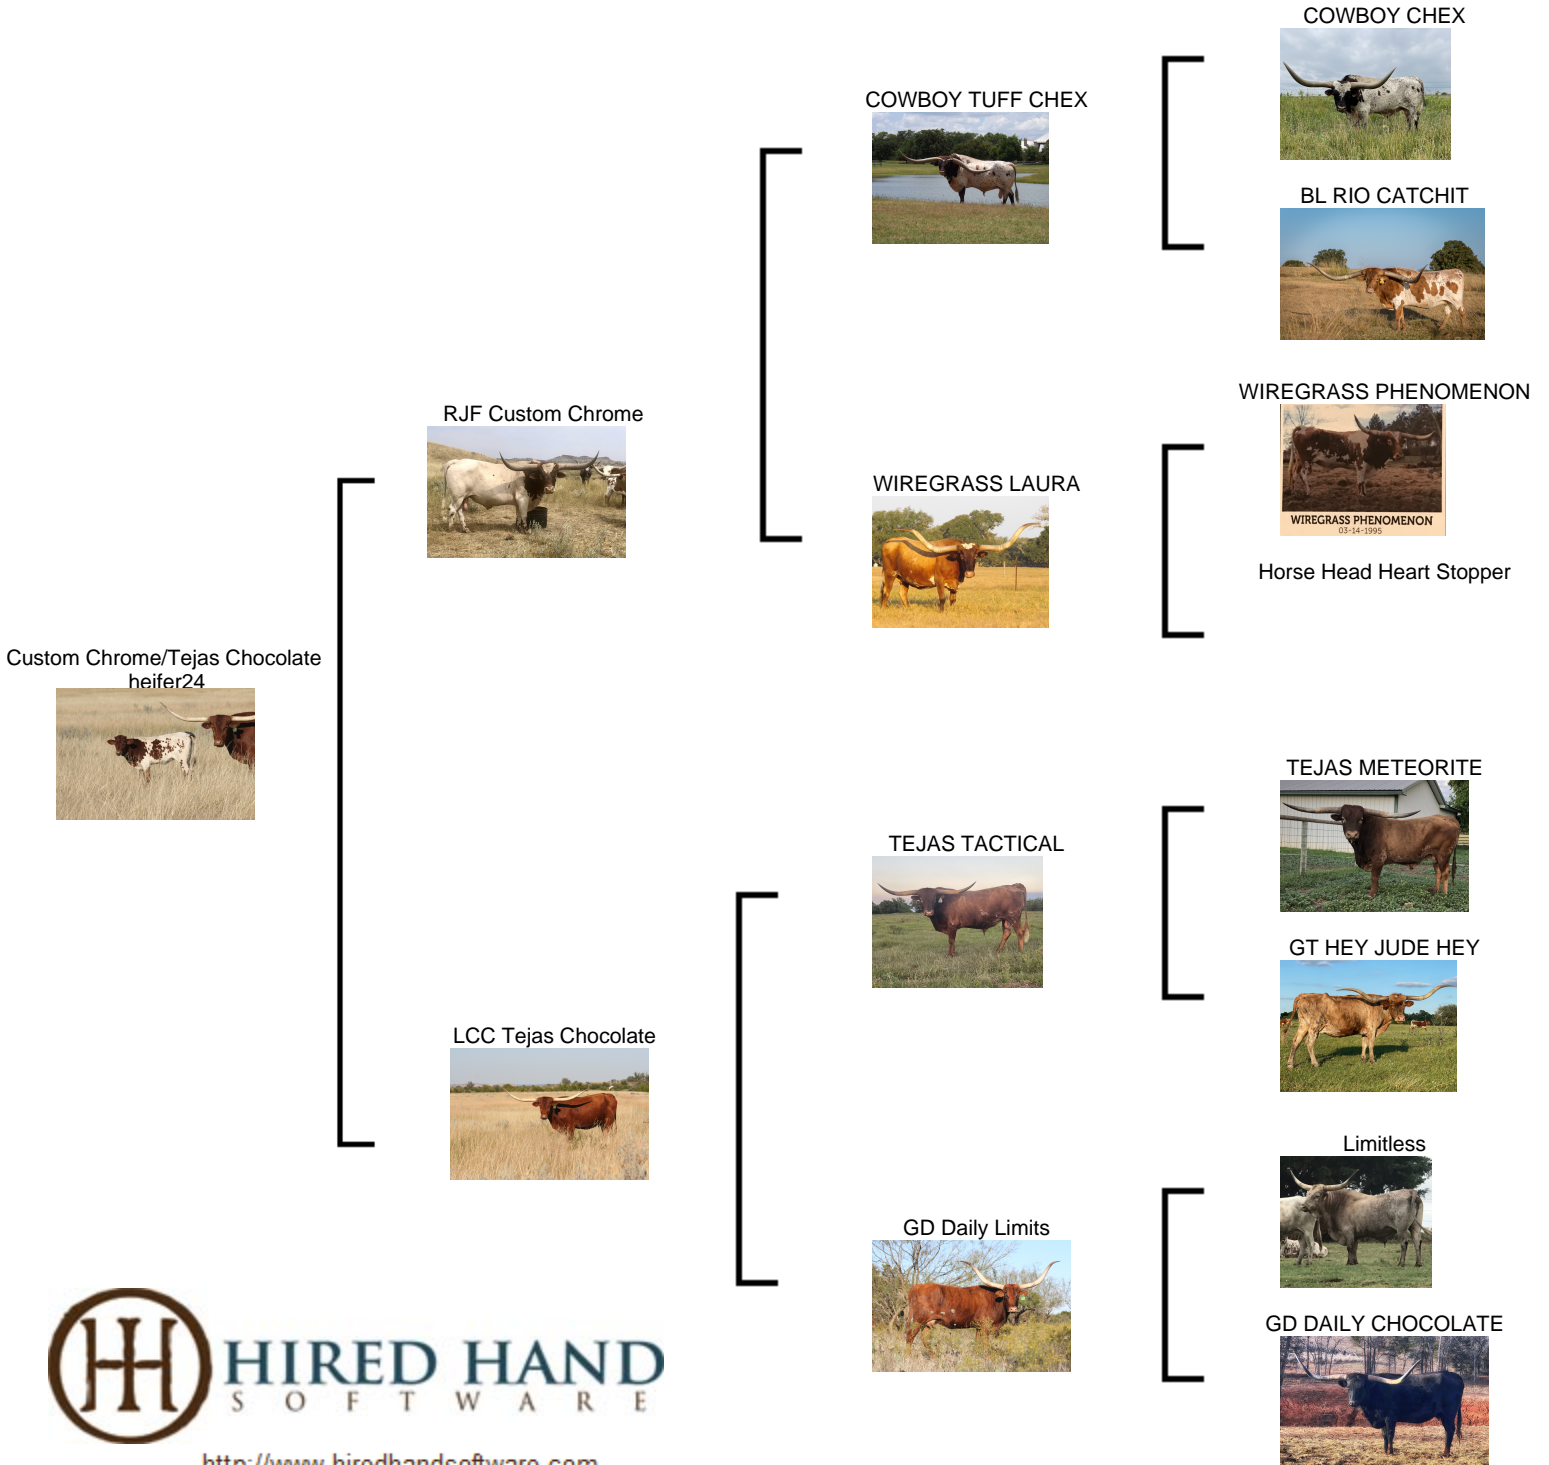 COWBOY CHEX
COWBOY TUFF CHEX
BL RIO CATCHIT
WIREGRASS PHENOMENON
RJF Custom Chrome
WIREGRASS LAURA
WIREGRASS PHENOMENON
03-14-1995
Horse Head Heart Stopper
Custom Chrome/Tejas Chocolate
heifer24
TEJAS METEORITE
TEJAS TACTICAL
GT HEY JUDE HEY
LCC Tejas Chocolate
Limitless
GD Daily Limits
GD DAILY CHOCOLATE
HIRED HAND
SOFTWARE
http://www.hiredhandsoftware.com